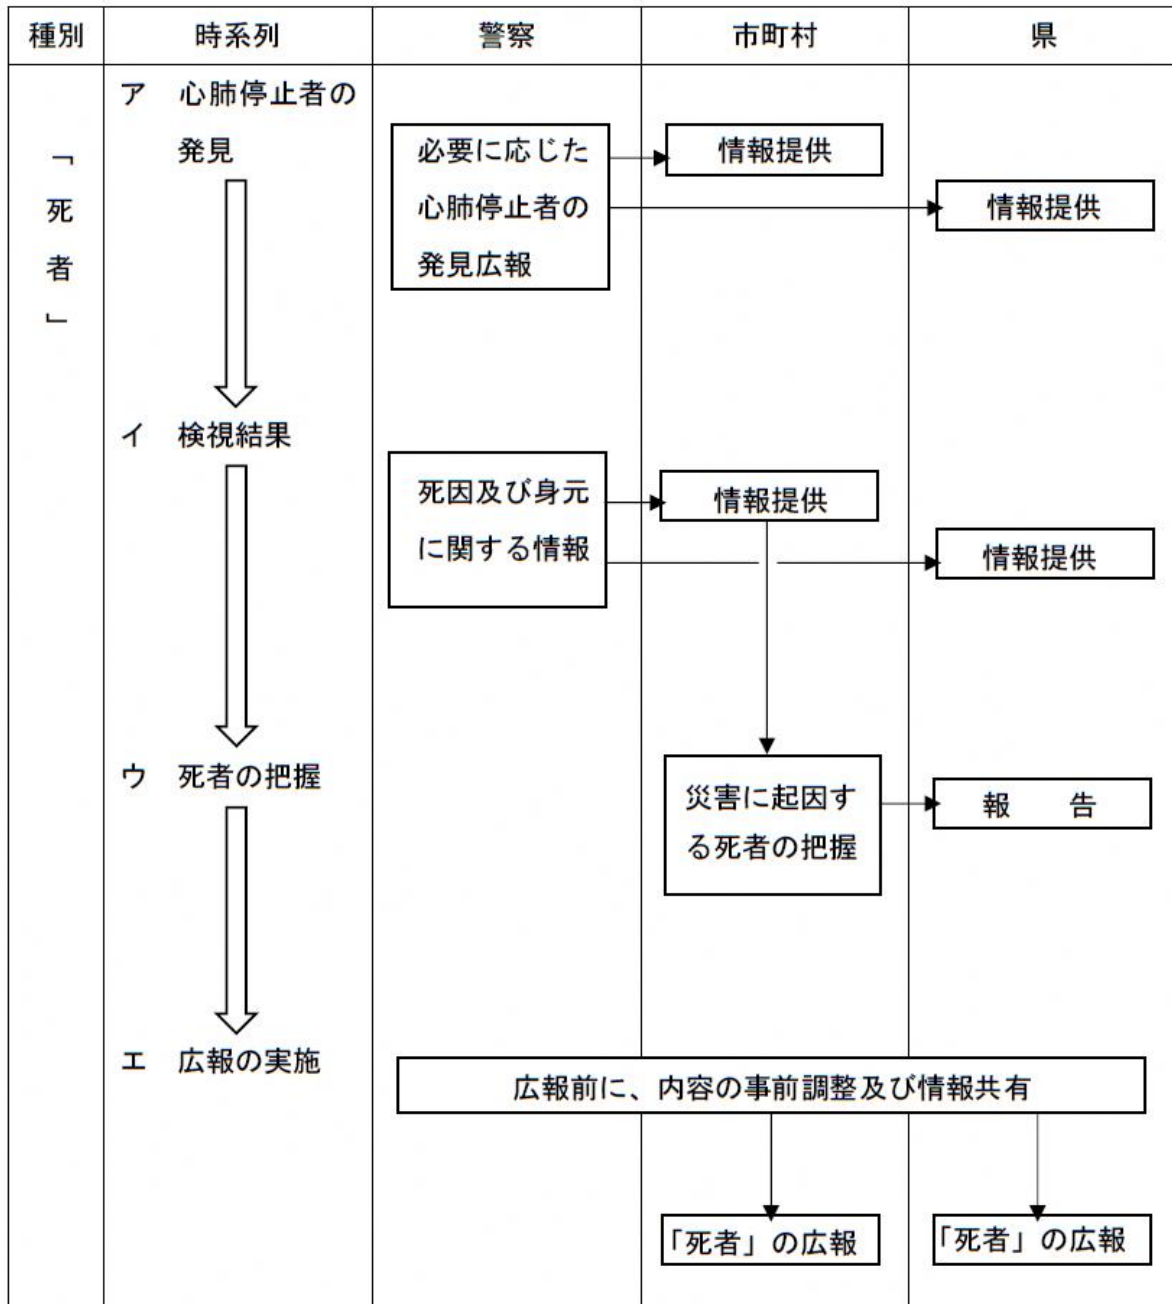 種別
時系列
警察
市町村
県
「死者」
ア 心肺停止者の
発見
必要に応じた
心肺停止者の
発見広報
情報提供
情報提供
イ 検視結果
死因及び身元
に関する情報
情報提供
情報提供
ウ 死者の把握
災害に起因す
る死者の把握
報 告
エ 広報の実施
広報前に、内容の事前調整及び情報共有
「死者」の広報
「死者」の広報